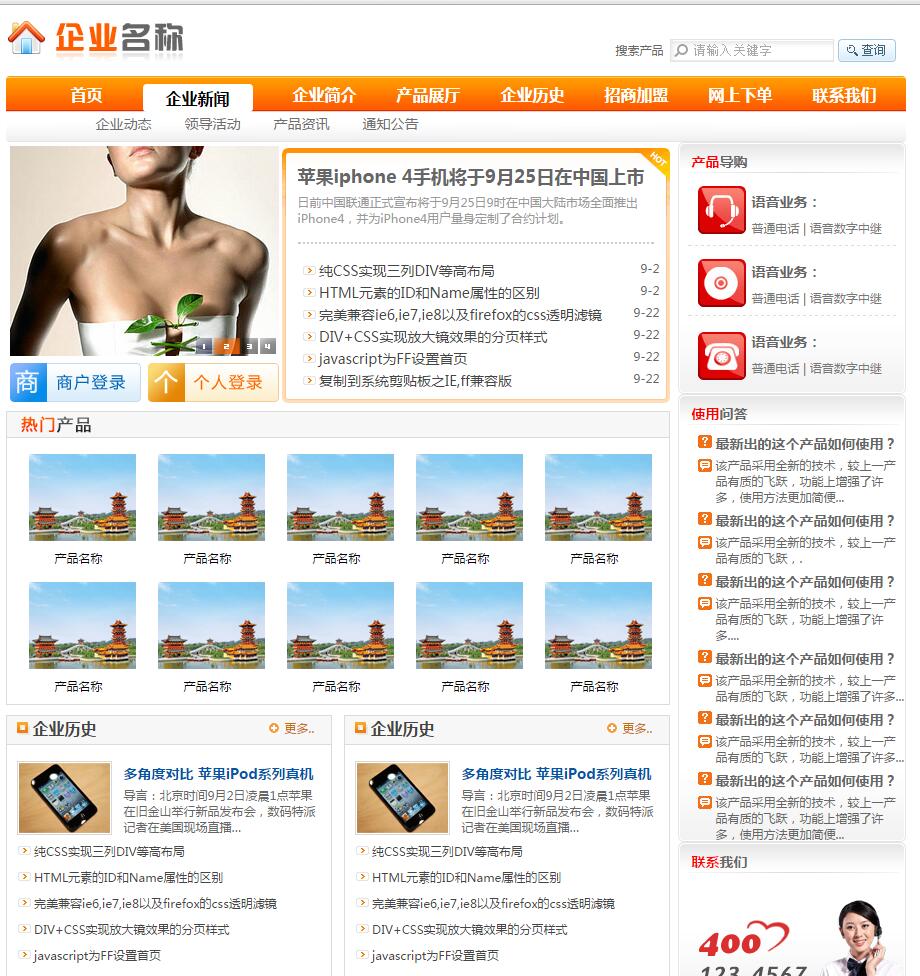 企业名称
搜索产品 请输入关键字 查询
首页 企业新闻 企业简介 产品展厅 企业历史 招商加盟 网上下单 联系我们
企业动态 领导活动 产品资讯 通知公告
1 2 3 4
商 商户登录 个 个人登录
HOT
苹果iphone 4手机将于9月25日在中国上市
日前中国联通正式宣布将于9月25日9时在中国大陆市场全面推出
iPhone4，并为iPhone4用户量身定制了合约计划。
纯CSS实现三列DIV等高布局 9-2
HTML元素的ID和Name属性的区别 9-2
完美兼容ie6,ie7,ie8以及firefox的css透明滤镜 9-22
DIV+CSS实现放大镜效果的分页样式 9-22
javascript为FF设置首页 9-22
复制到系统剪贴板之IE,ff兼容版 9-22
热门产品
产品名称 产品名称 产品名称 产品名称 产品名称
产品名称 产品名称 产品名称 产品名称 产品名称
企业历史 更多..
多角度对比 苹果iPod系列真机
导言：北京时间9月2日凌晨1点苹果
在旧金山举行新品发布会，数码特派
记者在美国现场直播...
纯CSS实现三列DIV等高布局
HTML元素的ID和Name属性的区别
完美兼容ie6,ie7,ie8以及firefox的css透明滤镜
DIV+CSS实现放大镜效果的分页样式
javascript为FF设置首页
企业历史 更多..
多角度对比 苹果iPod系列真机
导言：北京时间9月2日凌晨1点苹果
在旧金山举行新品发布会，数码特派
记者在美国现场直播...
纯CSS实现三列DIV等高布局
HTML元素的ID和Name属性的区别
完美兼容ie6,ie7,ie8以及firefox的css透明滤镜
DIV+CSS实现放大镜效果的分页样式
javascript为FF设置首页
产品导购
语音业务：
普通电话 | 语音数字中继
语音业务：
普通电话 | 语音数字中继
语音业务：
普通电话 | 语音数字中继
使用问答
最新出的这个产品如何使用？
该产品采用全新的技术，较上一产
品有质的飞跃，功能上增强了许
多，使用方法更加简便...
最新出的这个产品如何使用？
该产品采用全新的技术，较上一产
品有质的飞跃，.
最新出的这个产品如何使用？
该产品采用全新的技术，较上一产
品有质的飞跃，功能上增强了许
多....
最新出的这个产品如何使用？
该产品采用全新的技术，较上一产
品有质的飞跃，功能上增强了许多...
最新出的这个产品如何使用？
该产品采用全新的技术，较上一产
品有质的飞跃，功能上增强了许多...
最新出的这个产品如何使用？
该产品采用全新的技术，较上一产
品有质的飞跃，功能上增强了许
多，使用方法更加简便...
联系我们
400
123 4567